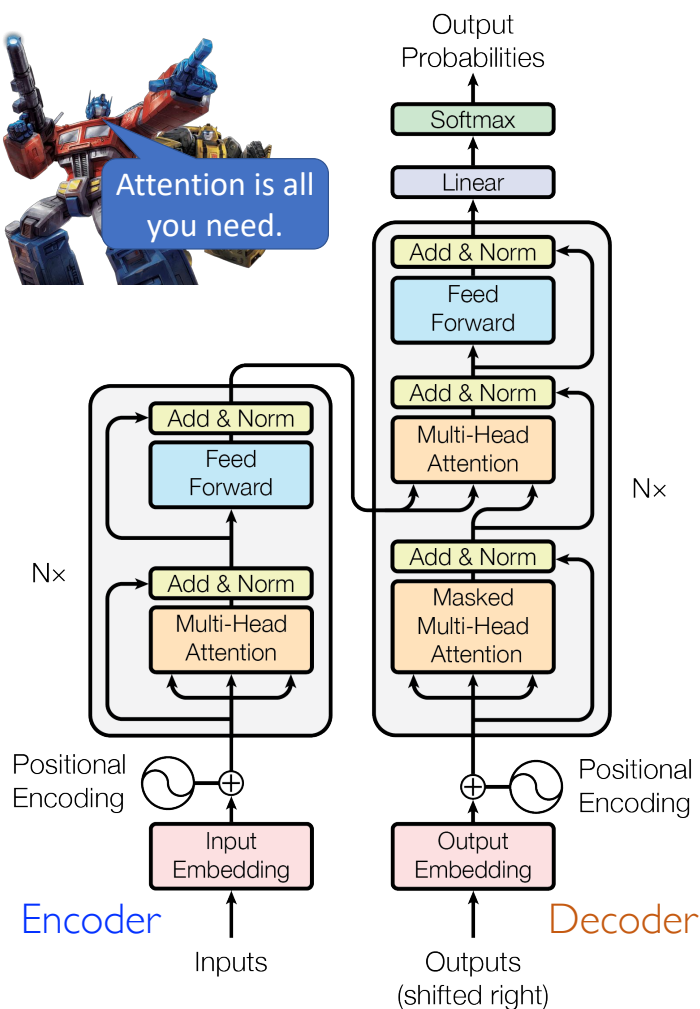 Output
Probabilities
Softmax
Attention is all
you need.
Linear
Add & Norm
Feed
Forward
Add & Norm
Multi-Head
Attention
Nx
Add & Norm
Masked
Multi-Head
Attention
Add & Norm
Feed
Forward
Nx
Add & Norm
Multi-Head
Attention
Positional
Encoding
Positional
Encoding
Input
Embedding
Output
Embedding
Encoder
Decoder
Inputs
Outputs
(shifted right)